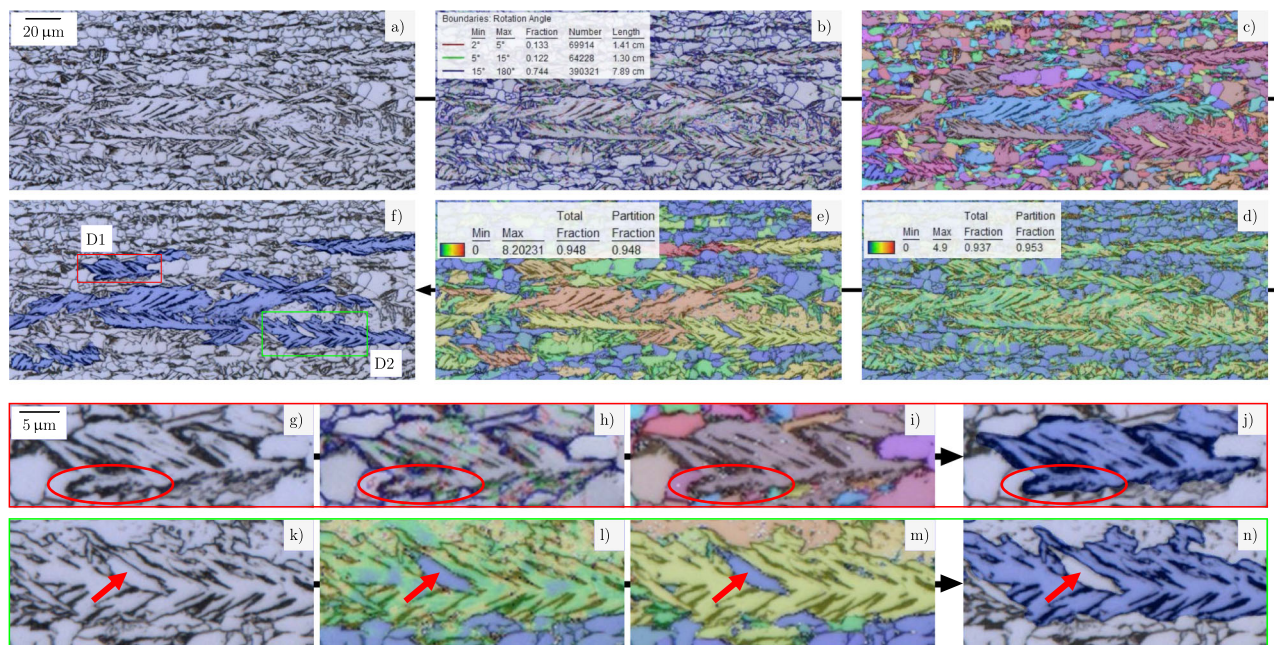 20 µm
a)
Boundaries: Rotation Angle
Min Max Fraction Number Length
2° 5° 0.133 69914 1.41 cm
5° 15° 0.122 64228 1.30 cm
15° 180° 0.744 390321 7.89 cm
b)
c)
f)
D1
D2
Total Partition
Min Max Fraction Fraction
0 8.20231 0.948 0.948
e)
Total Partition
Min Max Fraction Fraction
0 4.9 0.937 0.953
d)
5 µm
g)
h)
i)
j)
k)
l)
m)
n)